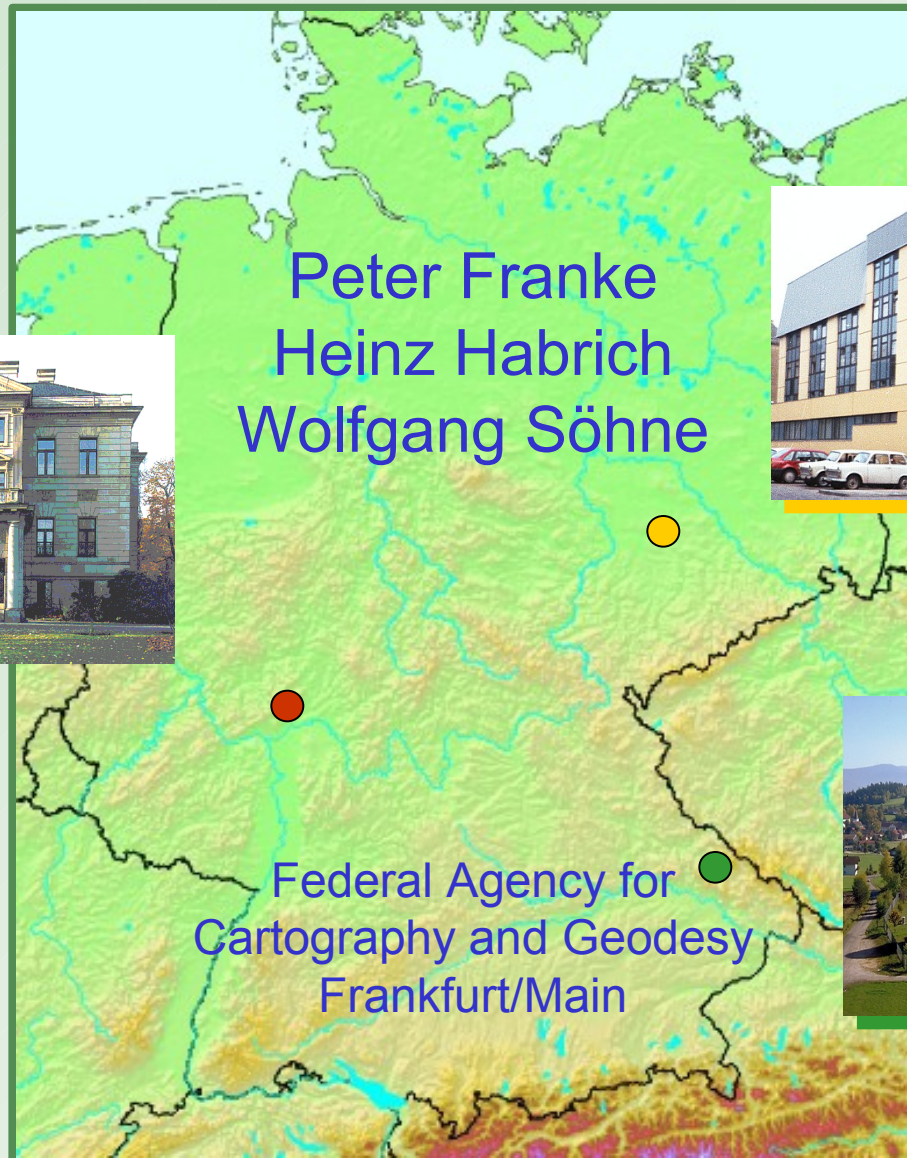 Peter Franke
Heinz Habrich
Wolfgang Söhne
Federal Agency for
Cartography and Geodesy
Frankfurt/Main